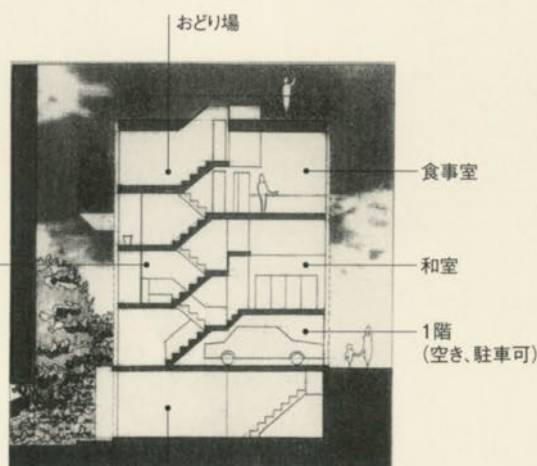 おどり場
食事室
和室
1階
(空き、駐車可)